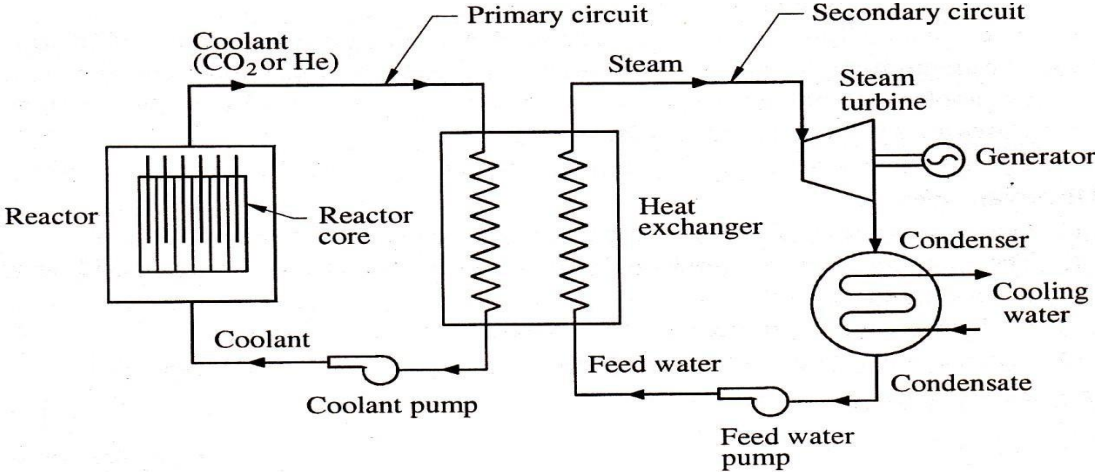 Primary circuit
Secondary circuit
Coolant
(CO2 or He)
Steam
Steam
turbine
Generator
Reactor
Reactor
core
Heat
exchanger
Condenser
Cooling
water
Coolant
Coolant pump
Feed water
Condensate
Feed water
pump